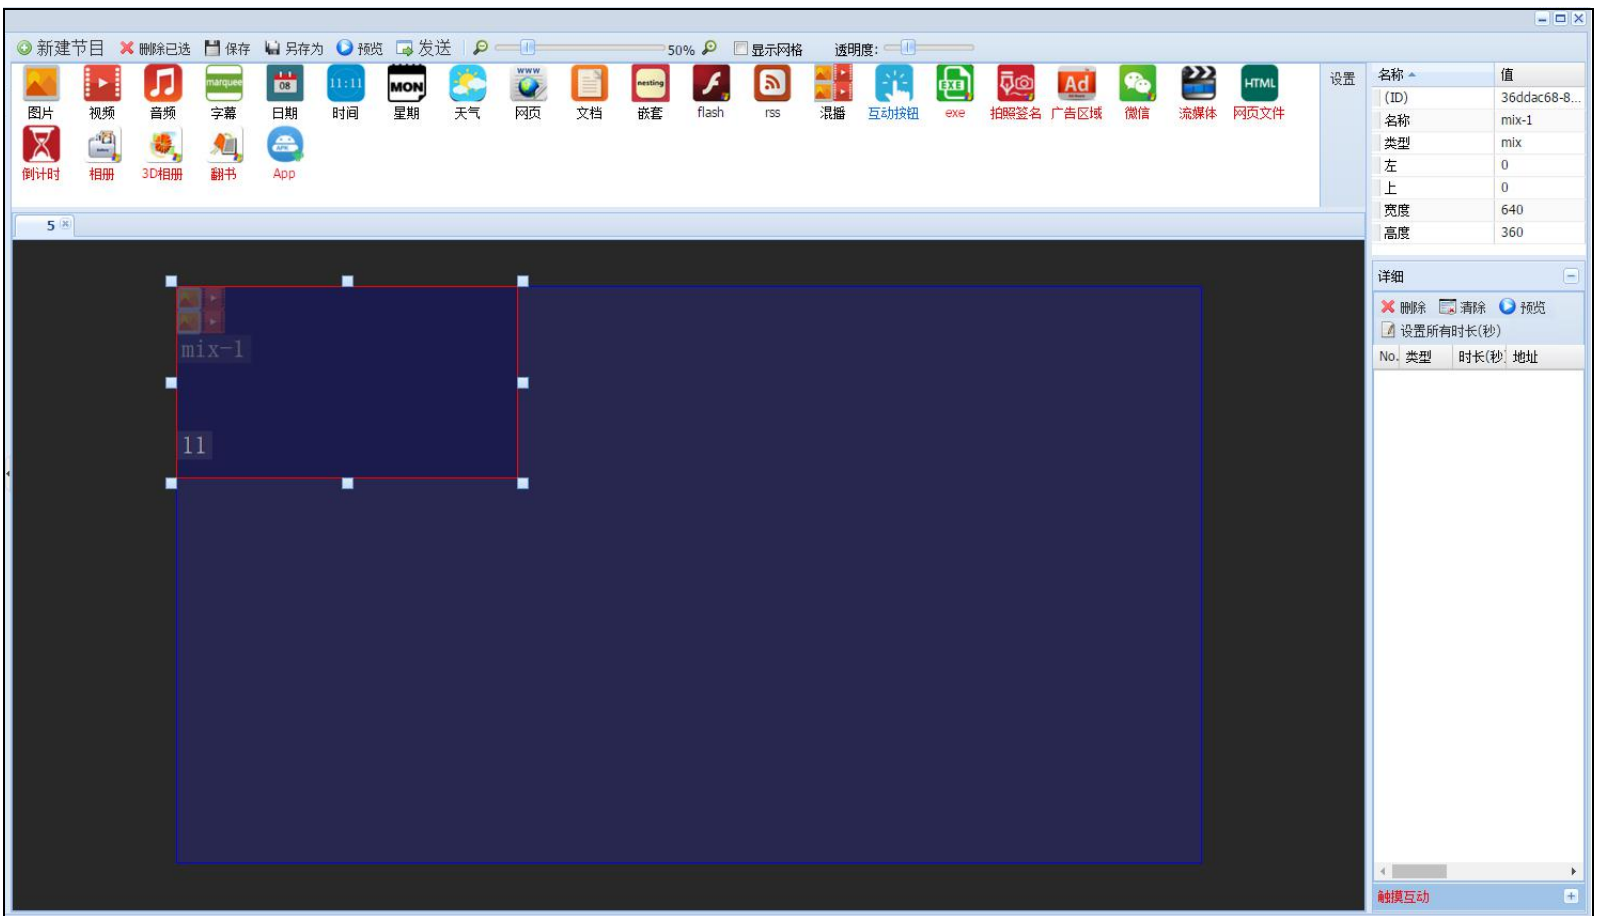 新建节目 删除已选 保存 另存为 预览 发送 50% 显示网格 透明度:
marquee 08 11:11 MON WWW nesting EXE Ad HTML
图片 视频 音频 字幕 日期 时间 星期 天气 网页 文档 嵌套 flash rss 混播 互动按钮 exe 拍照签名 广告区域 微信 流媒体 网页文件
APK
倒计时 相册 3D相册 翻书 App
设置
5
mix-1
11
名称 值
(ID) 36ddac68-8...
名称 mix-1
类型 mix
左 0
上 0
宽度 640
高度 360
详细
删除 清除 预览
设置所有时长(秒)
No. 类型 时长(秒) 地址
触摸互动